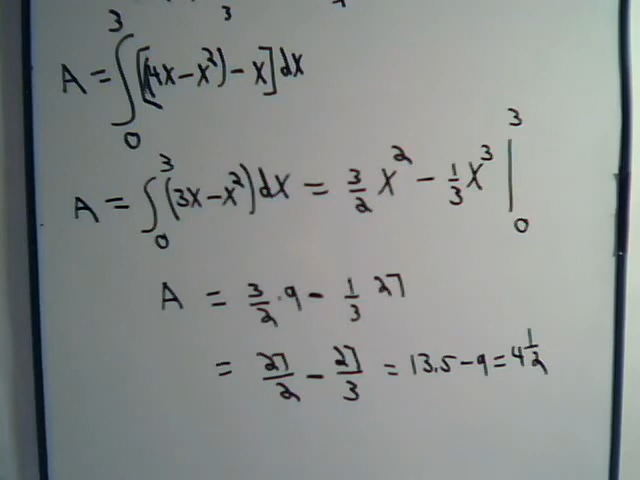 3
A = ∫₀³ [(4x − x²) − x] dx
A = ∫₀³ (3x − x²) dx = 3/2 x² − 1/3 x³ |₀³
A = 3/2 · 9 − 1/3 27
= 27/2 − 27/3 = 13.5 − 9 = 4 1/2